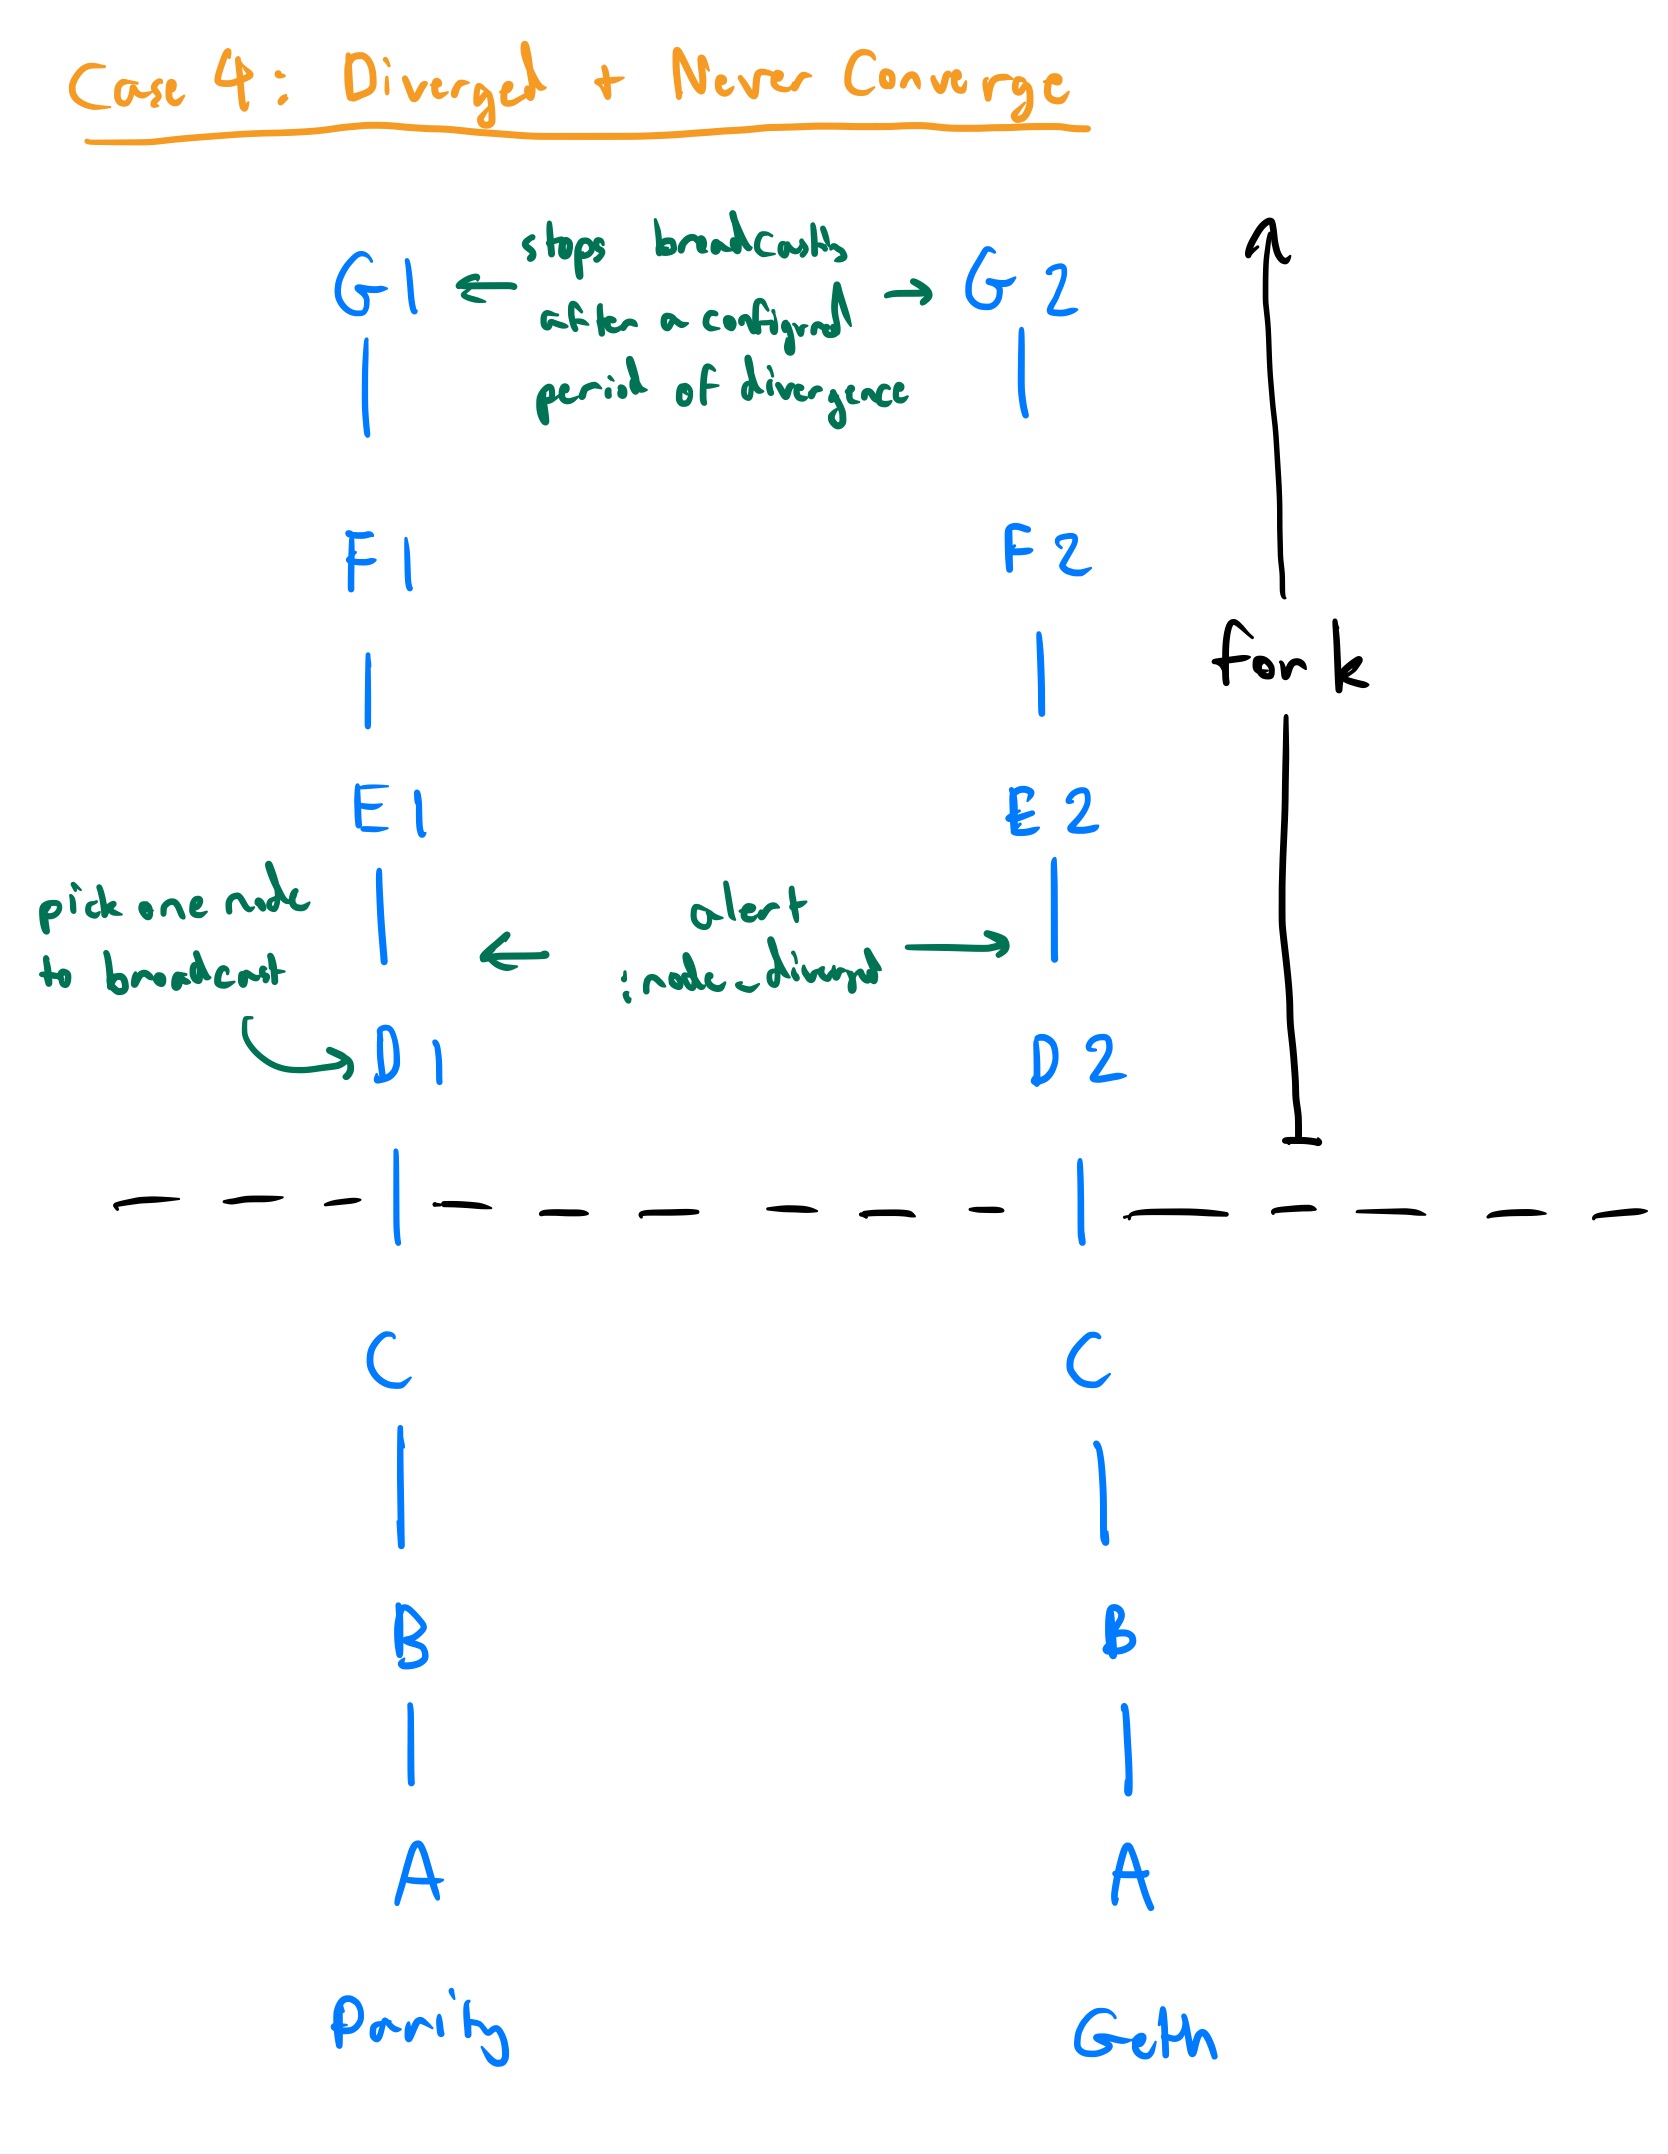 Case 4: Diverged + Never Converge
stops broadcasts
after a configured
period of divergence
G1
G2
F1
F2
fork
E1
E2
pick one node
to broadcast
alert
: node_diverged
D1
D2
C
C
B
B
A
A
Parity
Geth